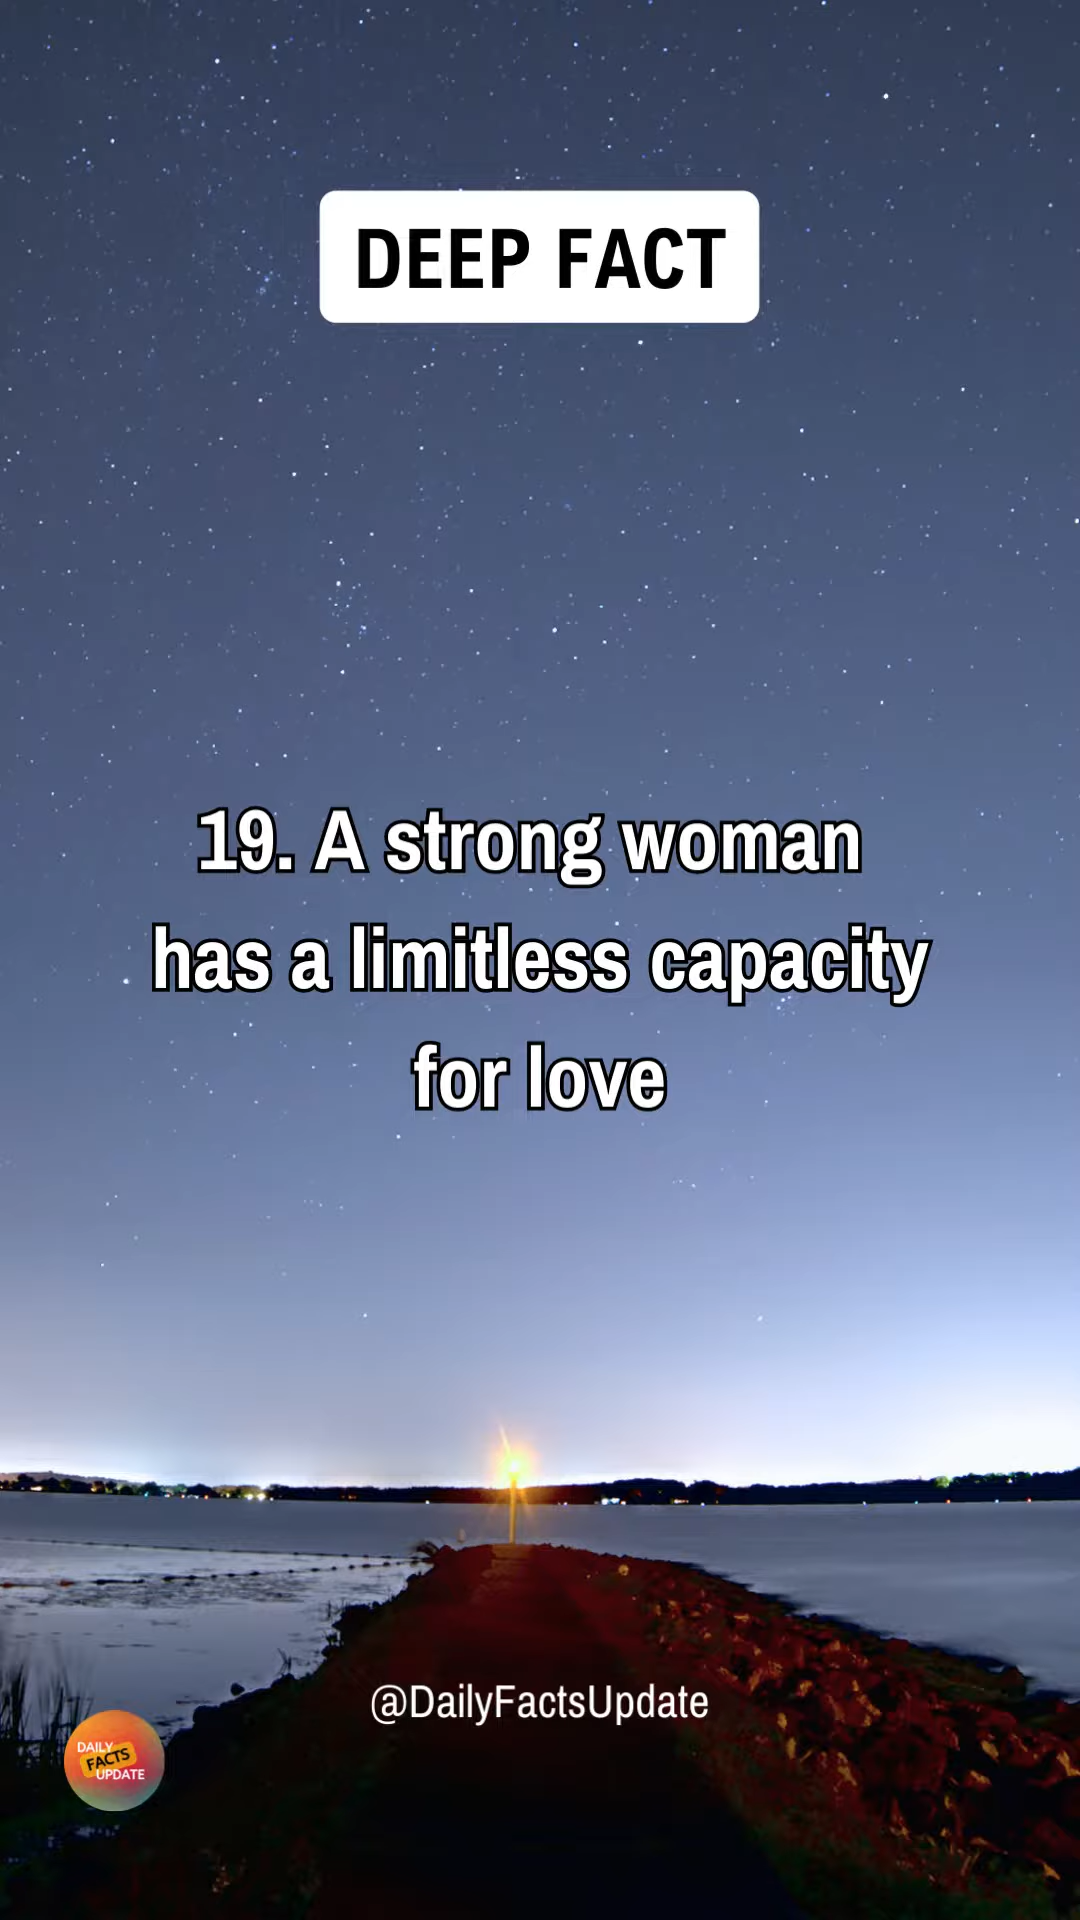 DEEP FACT
19. A strong woman
has a limitless capacity
for love
@DailyFactsUpdate
DAILY
FACTS
UPDATE